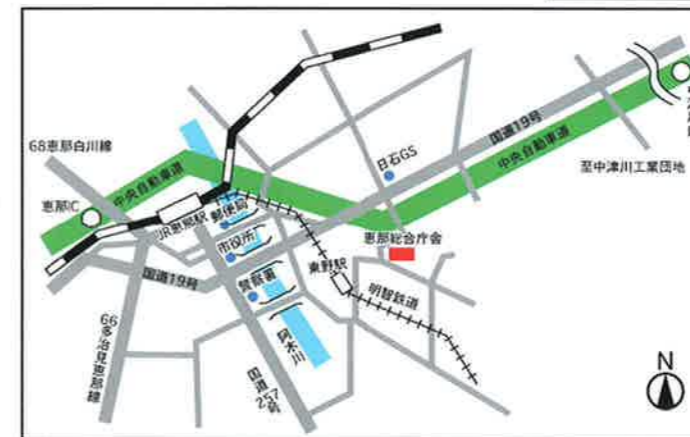 68恵那白川線
中央自動車道
恵那IC
JR恵那駅
郵便局
市役所
国道19号
警察署
66多治見恵那線
阿木川
国道257号
日石GS
国道19号
中央自動車道
至中津川工業団地
恵那総合庁舎
東野駅
明智鉄道
N